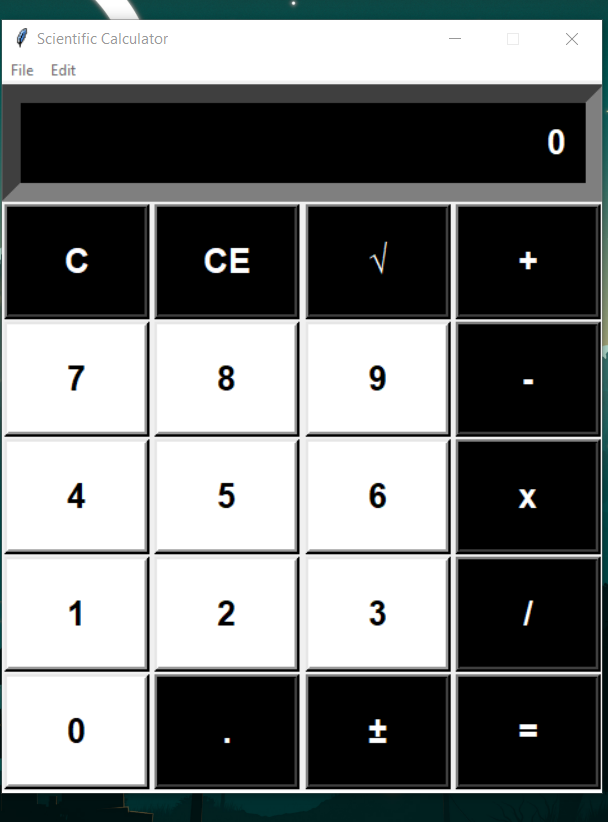 Scientific Calculator
File Edit
0
C CE √ +
7 8 9 -
4 5 6 x
1 2 3 /
0 . ± =